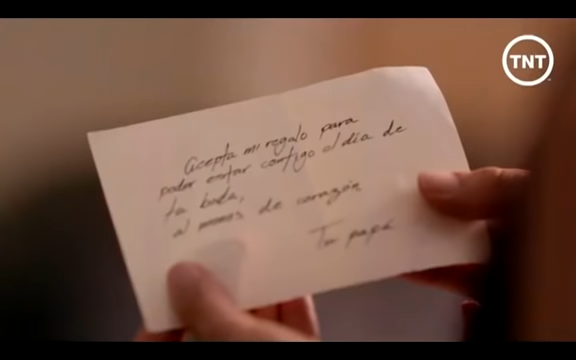 TNT
Acepta mi regalo para
poder estar contigo el día de
tu boda,
al menos de corazón
Tu papá